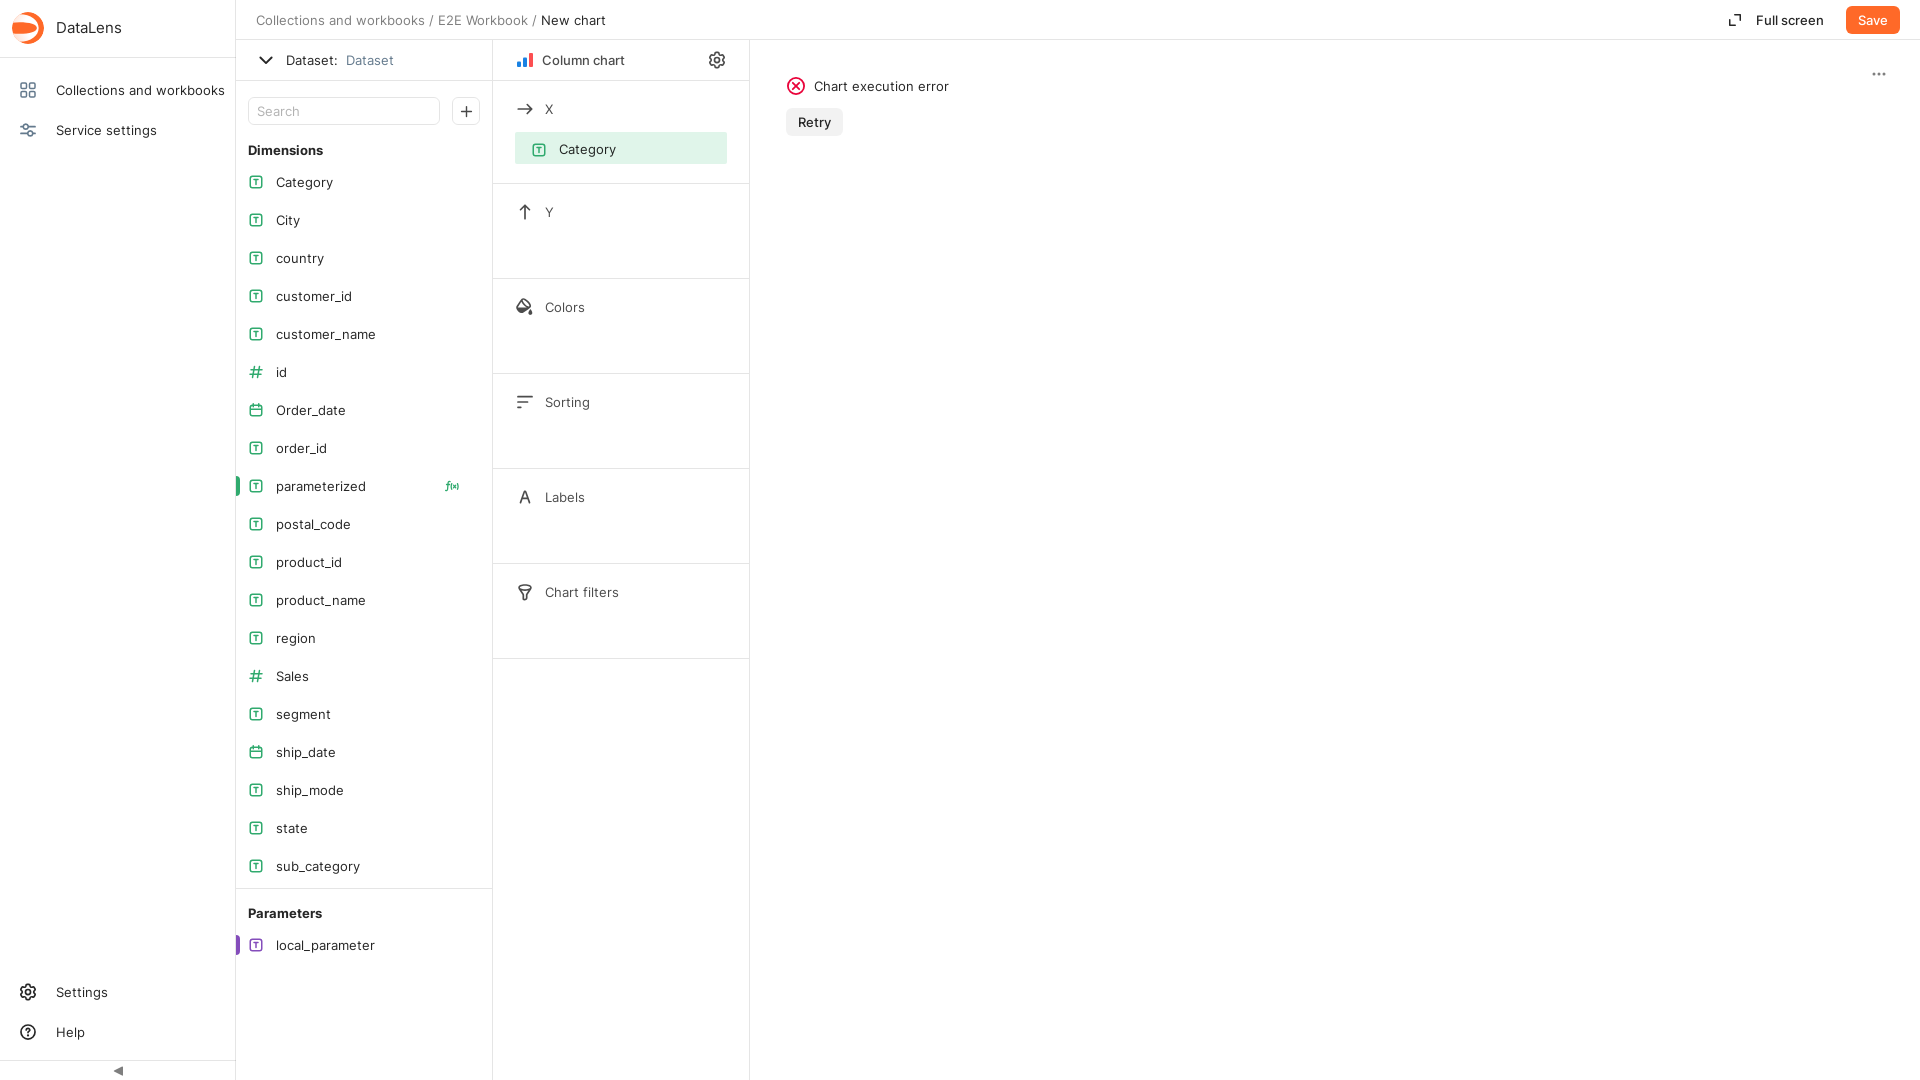 DataLens
Collections and workbooks
Service settings
Settings
Help
Collections and workbooks / E2E Workbook / New chart
Full screen
Save
Dataset: Dataset
Search
Dimensions
Category
City
country
customer_id
customer_name
id
Order_date
order_id
parameterized
postal_code
product_id
product_name
region
Sales
segment
ship_date
ship_mode
state
sub_category
Parameters
local_parameter
Column chart
X
Category
Y
Colors
Sorting
Labels
Chart filters
Chart execution error
Retry